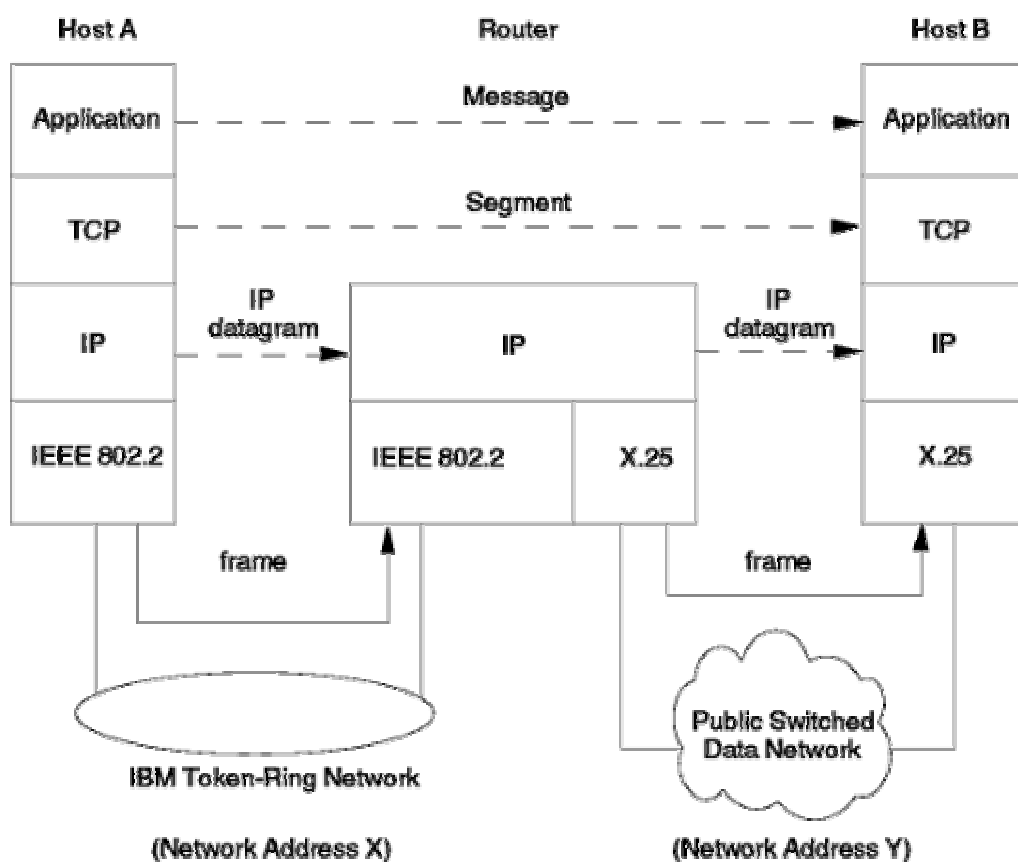 Host A
Router
Host B
Application
Message
Application
TCP
Segment
TCP
IP
IP
datagram
IP
IP
datagram
IP
IEEE 802.2
IEEE 802.2
X.25
X.25
frame
frame
Public Switched
Data Network
IBM Token-Ring Network
(Network Address X)
(Network Address Y)